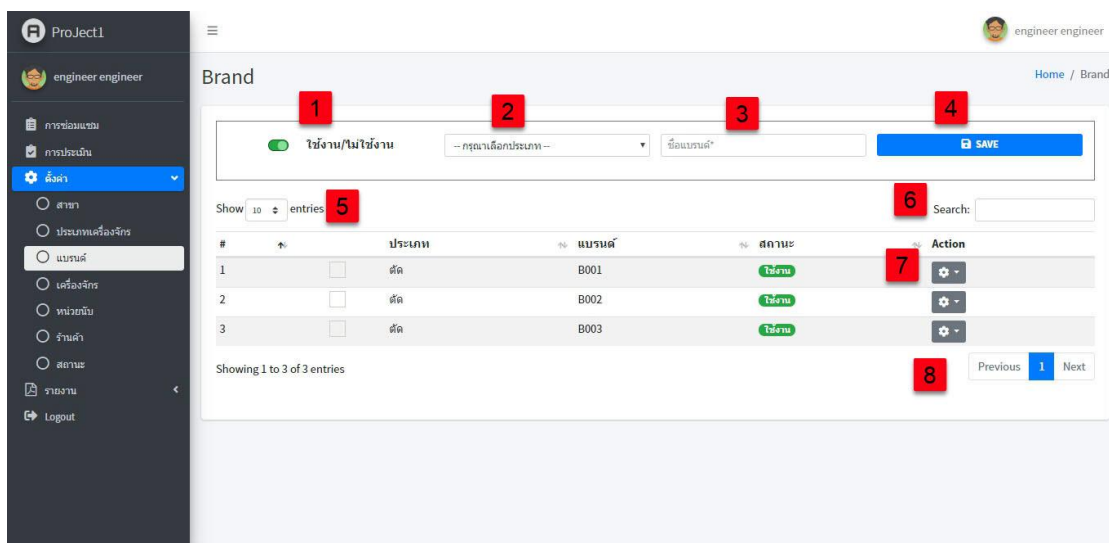 ProJect1
engineer engineer
engineer engineer
Brand
Home / Brand
การซ่อมแซม
การประเมิน
ตั้งค่า
สาขา
ประเภทเครื่องจักร
แบรนด์
เครื่องจักร
หน่วยนับ
ร้านค้า
สถานะ
รายงาน
Logout
1
2
3
4
ใช้งาน/ไม่ใช้งาน
-- กรุณาเลือกประเภท --
ชื่อแบรนด์*
SAVE
Show 10 entries
5
6
Search:
# ประเภท แบรนด์ สถานะ Action
1 ตัด B001 ใช้งาน
7
2 ตัด B002 ใช้งาน
3 ตัด B003 ใช้งาน
Showing 1 to 3 of 3 entries
8
Previous 1 Next